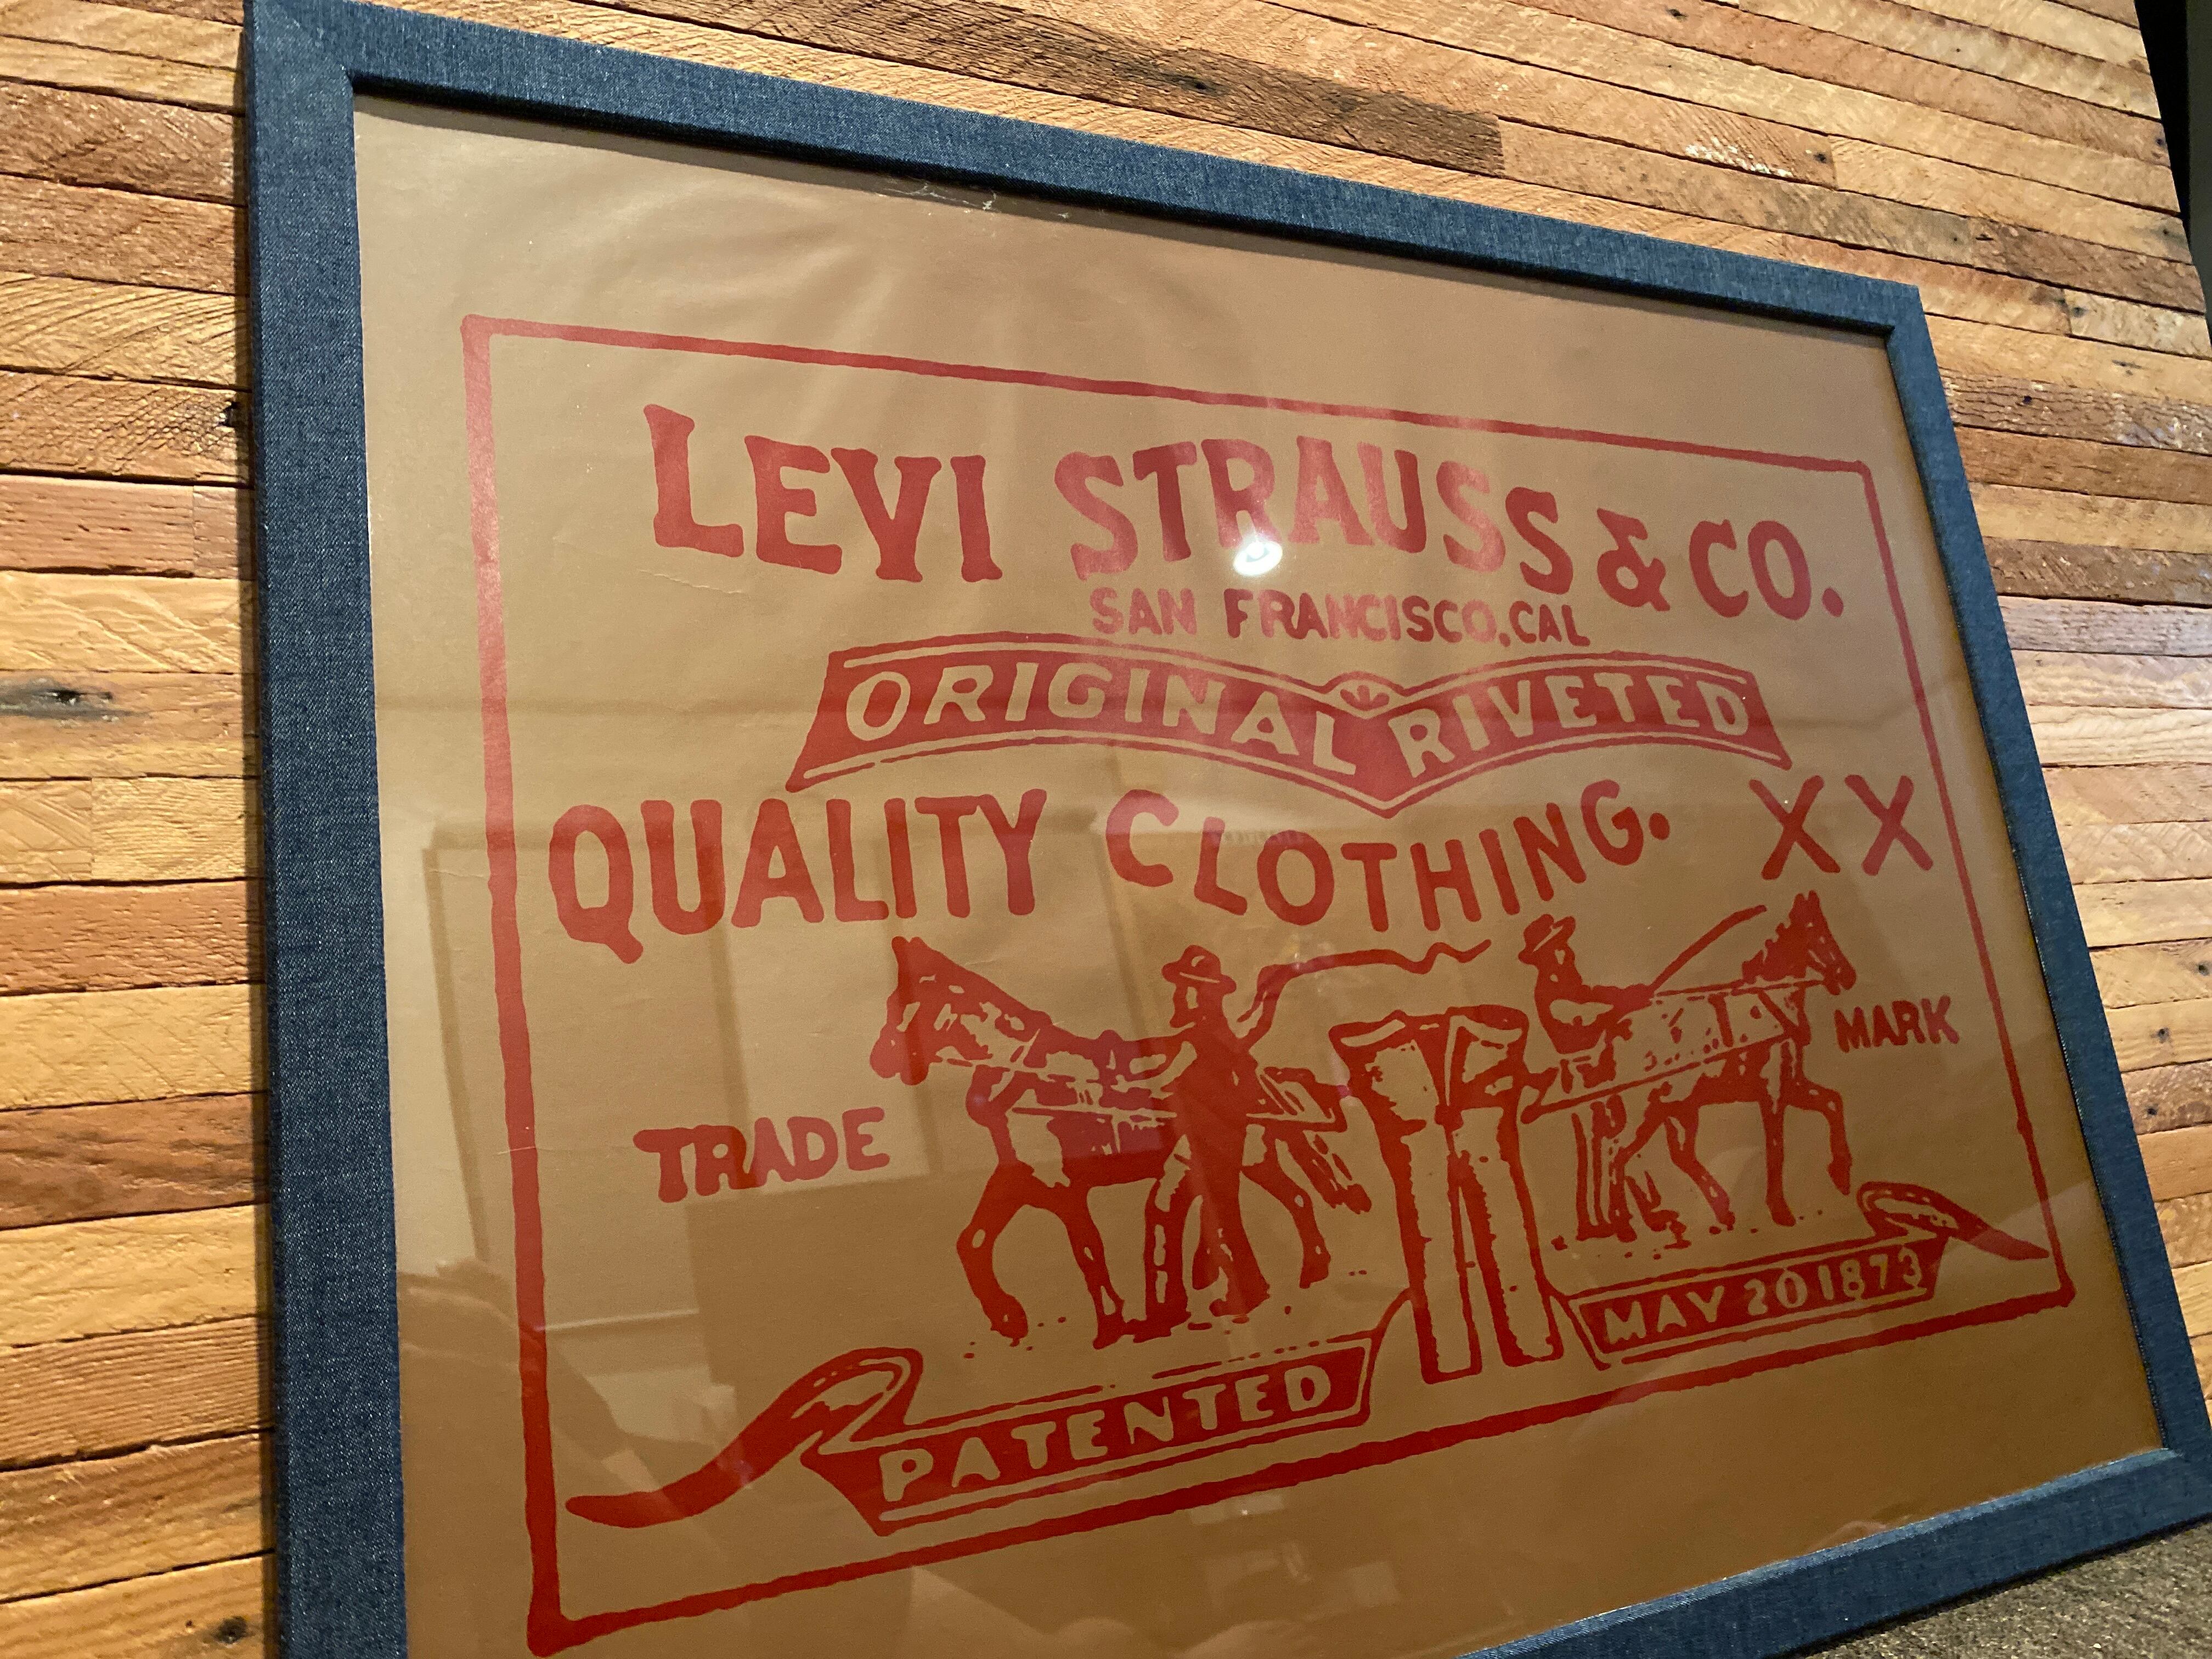 LEVI STRAUSS & CO.
SAN FRANCISCO, CAL
ORIGINAL RIVETED
QUALITY CLOTHING. XX
TRADE MARK
PATENTED MAY 20 1873